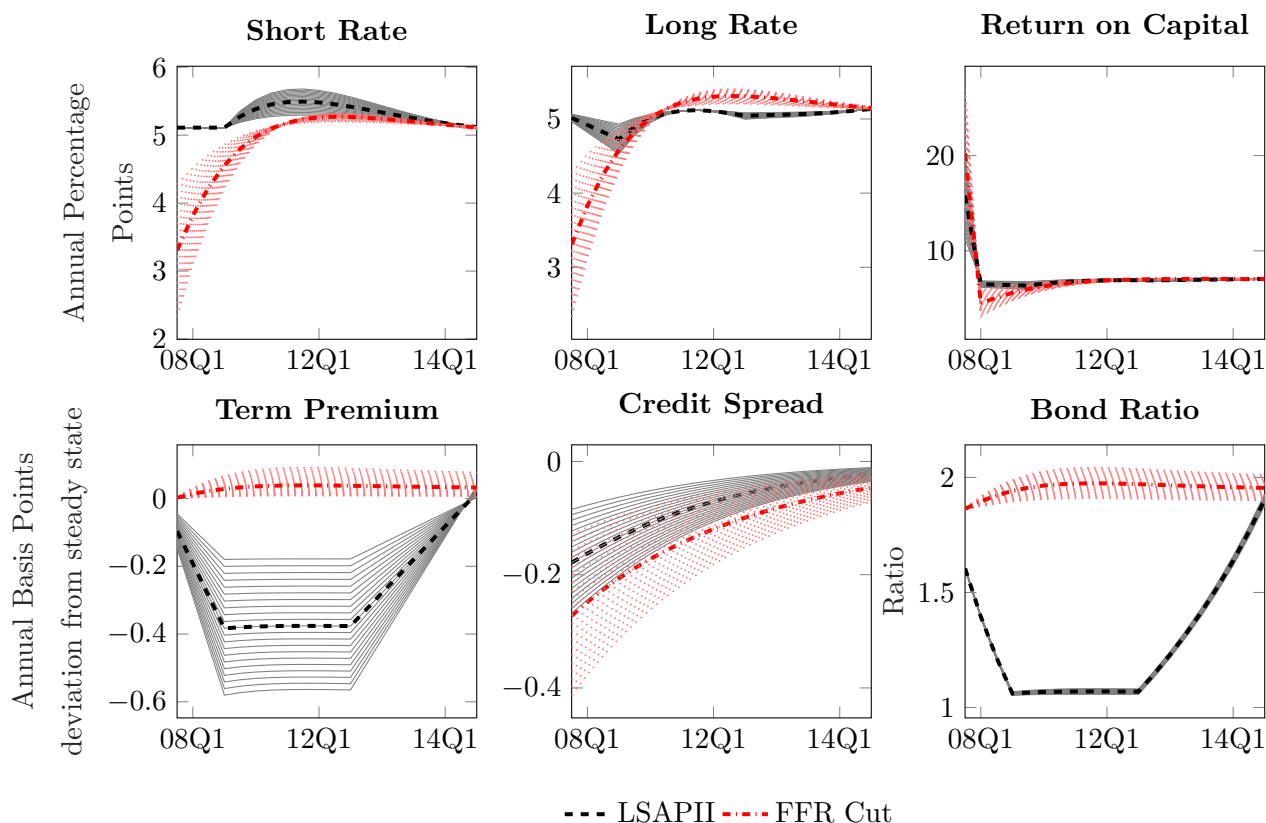 Short Rate
Long Rate
Return on Capital
Annual Percentage
Points
6
5
4
3
2
08Q1
12Q1
14Q1
5
4
3
08Q1
12Q1
14Q1
20
10
08Q1
12Q1
14Q1
Term Premium
Credit Spread
Bond Ratio
Annual Basis Points
deviation from steady state
0
−0.2
−0.4
−0.6
08Q1
12Q1
14Q1
0
−0.2
−0.4
08Q1
12Q1
14Q1
Ratio
2
1.5
1
08Q1
12Q1
14Q1
LSAPII FFR Cut